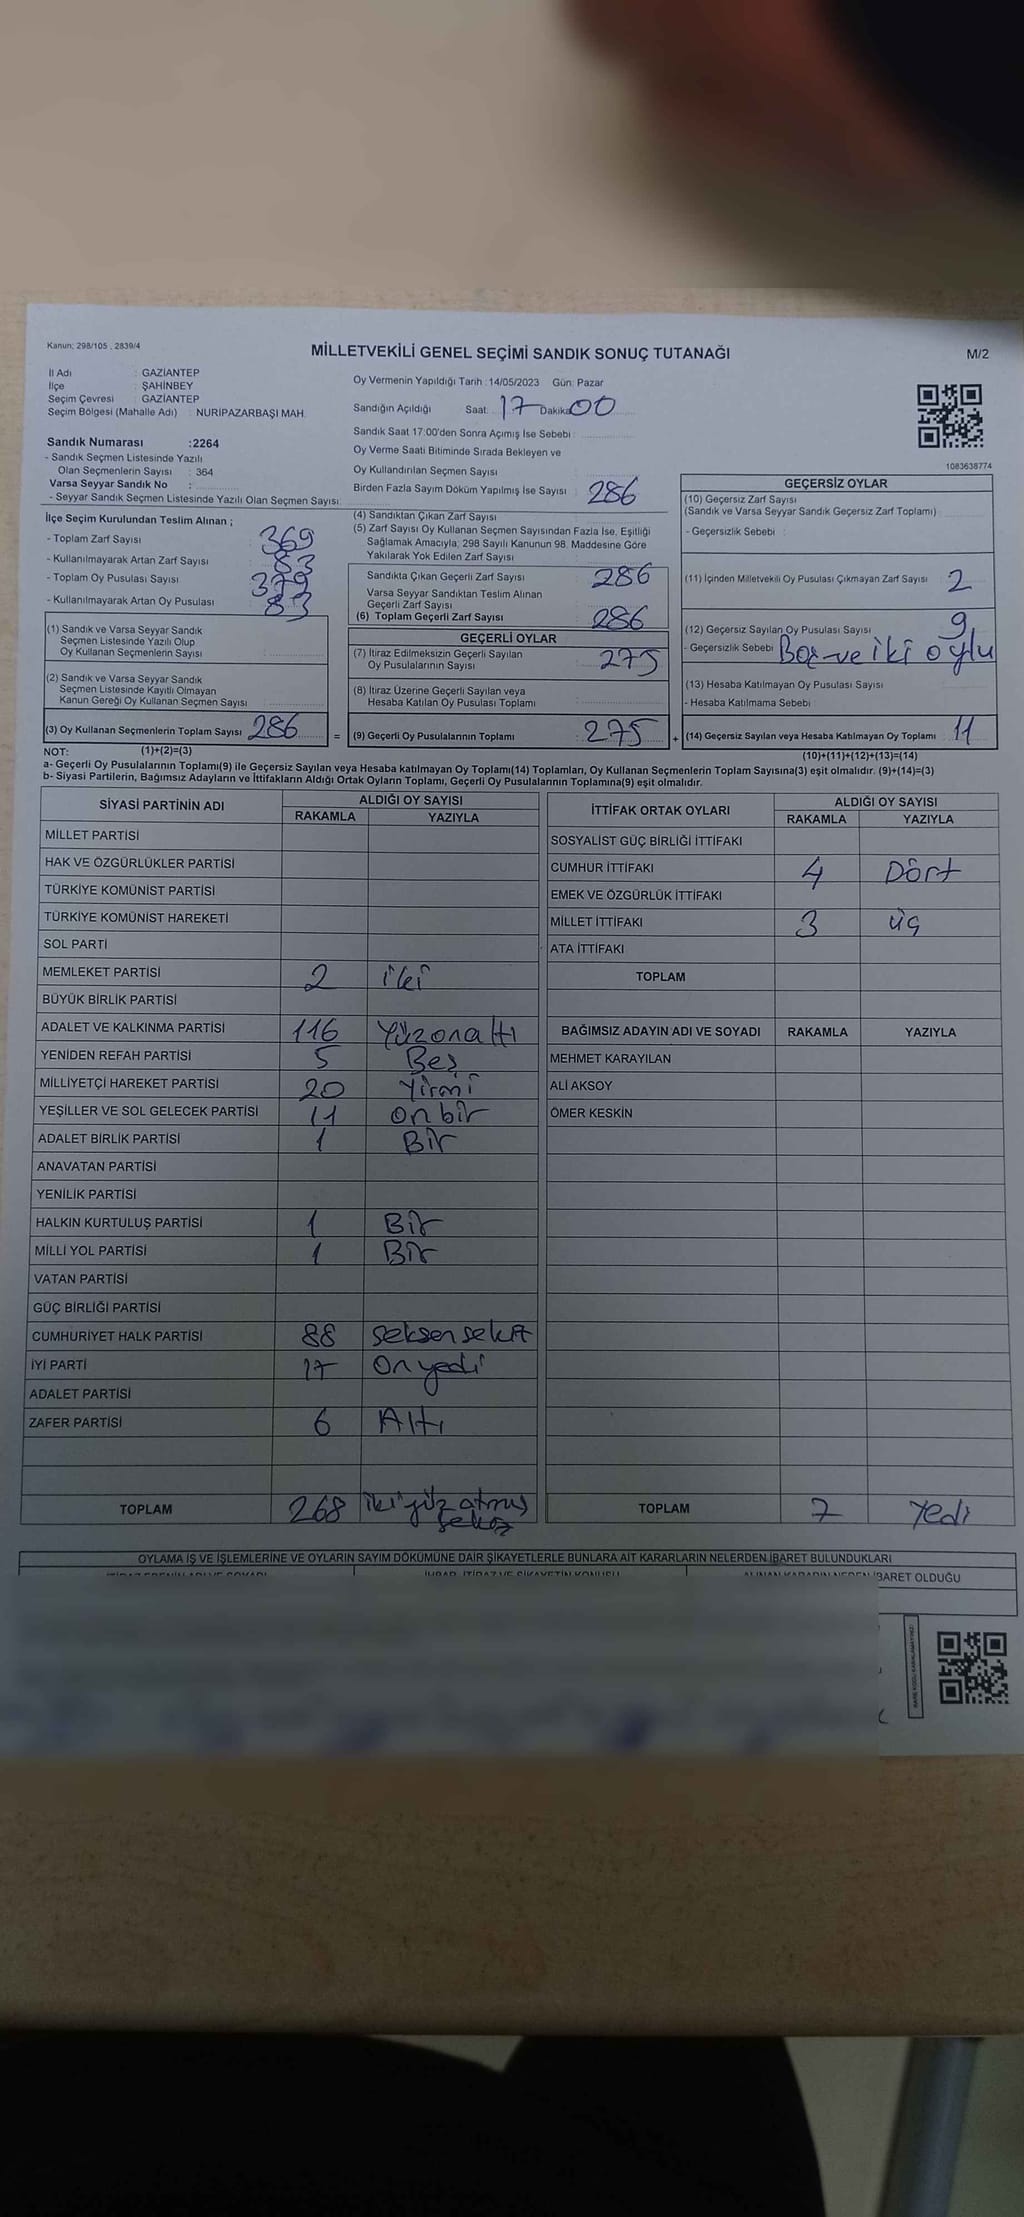 Kanun; 298/105 , 2839/4
MİLLETVEKİLİ GENEL SEÇİMİ SANDIK SONUÇ TUTANAĞI
M/2
İl Adı : GAZİANTEP
İlçe : ŞAHİNBEY
Seçim Çevresi : GAZİANTEP
Seçim Bölgesi (Mahalle Adı) : NURİPAZARBAŞI MAH.
Sandık Numarası :2264
- Sandık Seçmen Listesinde Yazılı
Olan Seçmenlerin Sayısı : 364
Varsa Seyyar Sandık No :
- Seyyar Sandık Seçmen Listesinde Yazılı Olan Seçmen Sayısı:
İlçe Seçim Kurulundan Teslim Alınan ;
- Toplam Zarf Sayısı 369
- Kullanılmayarak Artan Zarf Sayısı 83
- Toplam Oy Pusulası Sayısı 379
- Kullanılmayarak Artan Oy Pusulası 83
(1) Sandık ve Varsa Seyyar Sandık
Seçmen Listesinde Yazılı Olup
Oy Kullanan Seçmenlerin Sayısı
(2) Sandık ve Varsa Seyyar Sandık
Seçmen Listesinde Kayıtlı Olmayan
Kanun Gereği Oy Kullanan Seçmen Sayısı
(3) Oy Kullanan Seçmenlerin Toplam Sayısı 286
Oy Vermenin Yapıldığı Tarih :14/05/2023 Gün: Pazar
Sandığın Açıldığı Saat: 17 Dakika 00
Sandık Saat 17:00'den Sonra Açımış İse Sebebi :
Oy Verme Saati Bitiminde Sırada Bekleyen ve
Oy Kullandırılan Seçmen Sayısı
Birden Fazla Sayım Döküm Yapılmış İse Sayısı : 286
(4) Sandıktan Çıkan Zarf Sayısı
(5) Zarf Sayısı Oy Kullanan Seçmen Sayısından Fazla İse, Eşitliği
Sağlamak Amacıyla; 298 Sayılı Kanunun 98. Maddesine Göre
Yakılarak Yok Edilen Zarf Sayısı
Sandıkta Çıkan Geçerli Zarf Sayısı 286
Varsa Seyyar Sandıktan Teslim Alınan
Geçerli Zarf Sayısı
(6) Toplam Geçerli Zarf Sayısı 286
GEÇERLİ OYLAR
(7) İtiraz Edilmeksizin Geçerli Sayılan
Oy Pusulalarının Sayısı 275
(8) İtiraz Üzerine Geçerli Sayılan veya
Hesaba Katılan Oy Pusulası Toplamı
= (9) Geçerli Oy Pusulalarının Toplamı : 275 +
1083638774
GEÇERSİZ OYLAR
(10) Geçersiz Zarf Sayısı
(Sandık ve Varsa Seyyar Sandık Geçersiz Zarf Toplamı)
- Geçersizlik Sebebi :
(11) İçinden Milletvekili Oy Pusulası Çıkmayan Zarf Sayısı 2
(12) Geçersiz Sayılan Oy Pusulası Sayısı 9
- Geçersizlik Sebebi Boş ve iki oylu
(13) Hesaba Katılmayan Oy Pusulası Sayısı
- Hesaba Katılmama Sebebi
(14) Geçersiz Sayılan veya Hesaba Katılmayan Oy Toplamı 11
NOT: (1)+(2)=(3)
(10)+(11)+(12)+(13)=(14)
a- Geçerli Oy Pusulalarının Toplamı(9) ile Geçersiz Sayılan veya Hesaba katılmayan Oy Toplamı(14) Toplamları, Oy Kullanan Seçmenlerin Toplam Sayısına(3) eşit olmalıdır. (9)+(14)=(3)
b- Siyasi Partilerin, Bağımsız Adayların ve İttifakların Aldığı Ortak Oyların Toplamı, Geçerli Oy Pusulalarının Toplamına(9) eşit olmalıdır.
SİYASİ PARTİNİN ADI ALDIĞI OY SAYISI
RAKAMLA YAZIYLA
MİLLET PARTİSİ
HAK VE ÖZGÜRLÜKLER PARTİSİ
TÜRKİYE KOMÜNİST PARTİSİ
TÜRKİYE KOMÜNİST HAREKETİ
SOL PARTİ
MEMLEKET PARTİSİ 2 iki
BÜYÜK BİRLİK PARTİSİ
ADALET VE KALKINMA PARTİSİ 116 Yüzonaltı
YENİDEN REFAH PARTİSİ 5 Beş
MİLLİYETÇİ HAREKET PARTİSİ 20 Yirmi
YEŞİLLER VE SOL GELECEK PARTİSİ 11 on bir
ADALET BİRLİK PARTİSİ 1 Bir
ANAVATAN PARTİSİ
YENİLİK PARTİSİ
HALKIN KURTULUŞ PARTİSİ 1 Bir
MİLLİ YOL PARTİSİ 1 Bir
VATAN PARTİSİ
GÜÇ BİRLİĞİ PARTİSİ
CUMHURİYET HALK PARTİSİ 88 seksen sekiz
İYİ PARTİ 17 On yedi
ADALET PARTİSİ
ZAFER PARTİSİ 6 Altı
TOPLAM 268 iki yüz atmış
sekiz
İTTİFAK ORTAK OYLARI ALDIĞI OY SAYISI
RAKAMLA YAZIYLA
SOSYALİST GÜÇ BİRLİĞİ İTTİFAKI
CUMHUR İTTİFAKI 4 Dört
EMEK VE ÖZGÜRLÜK İTTİFAKI
MİLLET İTTİFAKI 3 üç
ATA İTTİFAKI
TOPLAM
BAĞIMSIZ ADAYIN ADI VE SOYADI RAKAMLA YAZIYLA
MEHMET KARAYILAN
ALİ AKSOY
ÖMER KESKİN
TOPLAM 7 Yedi
OYLAMA İŞ VE İŞLEMLERİNE VE OYLARIN SAYIM DÖKÜMÜNE DAİR ŞİKAYETLERLE BUNLARA AİT KARARLARIN NELERDEN İBARET BULUNDUKLARI
İBARET OLDUĞU